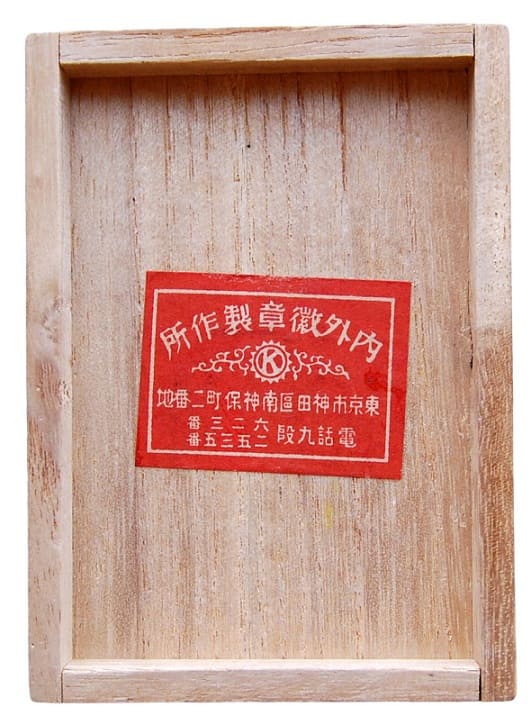 內外徽章製作所
K
東京市神田區南神保町二番地
電話九段 六二三番
二五三五番